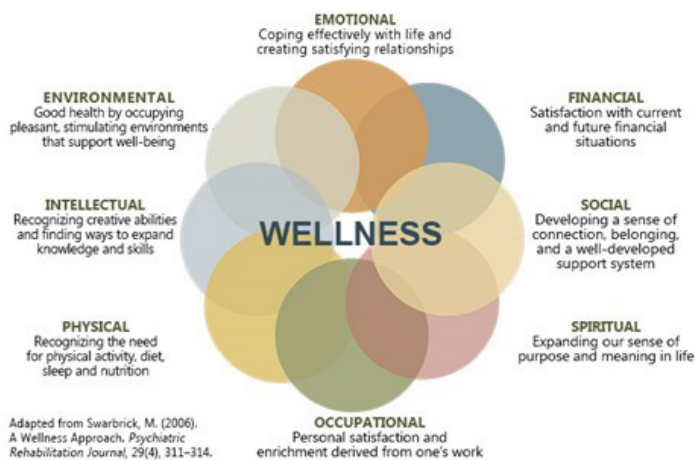 EMOTIONAL
Coping effectively with life and
creating satisfying relationships
ENVIRONMENTAL
Good health by occupying
pleasant, stimulating environments
that support well-being
FINANCIAL
Satisfaction with current
and future financial
situations
INTELLECTUAL
Recognizing creative abilities
and finding ways to expand
knowledge and skills
WELLNESS
SOCIAL
Developing a sense of
connection, belonging,
and a well-developed
support system
PHYSICAL
Recognizing the need
for physical activity, diet,
sleep and nutrition
SPIRITUAL
Expanding our sense of
purpose and meaning in life
OCCUPATIONAL
Personal satisfaction and
enrichment derived from one's work
Adapted from Swarbrick, M. (2006).
A Wellness Approach. Psychiatric
Rehabilitation Journal, 29(4), 311–314.